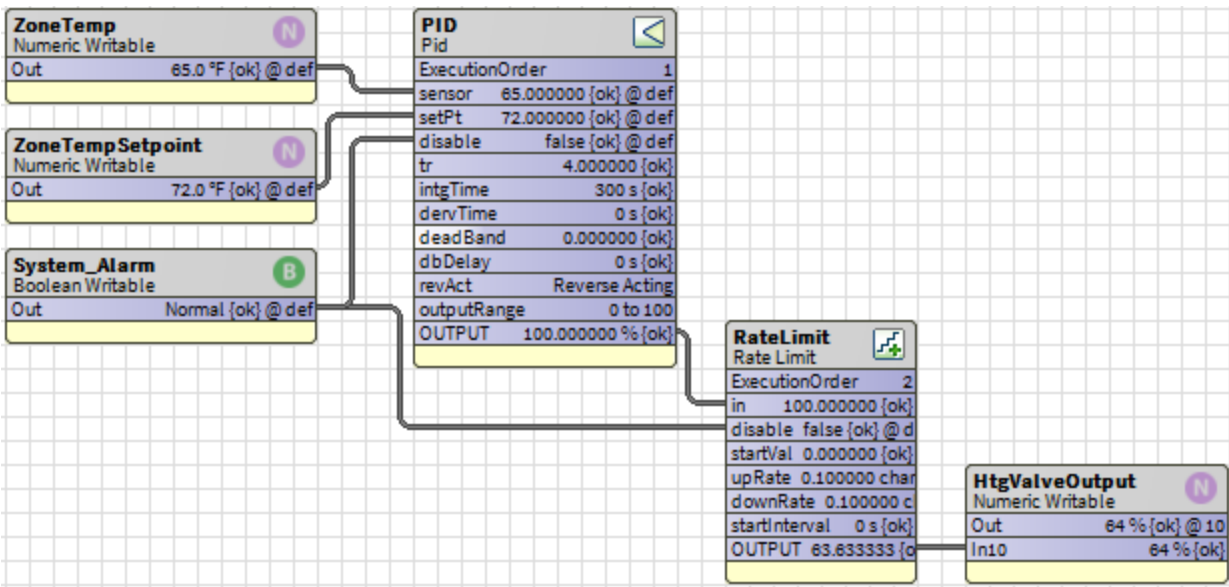 ZoneTemp
N
Numeric Writable
Out 65.0 °F {ok} @ def
ZoneTempSetpoint
N
Numeric Writable
Out 72.0 °F {ok} @ def
System_Alarm
B
Boolean Writable
Out Normal {ok} @ def
PID
Pid
ExecutionOrder 1
sensor 65.000000 {ok} @ def
setPt 72.000000 {ok} @ def
disable false {ok} @ def
tr 4.000000 {ok}
intgTime 300 s {ok}
dervTime 0 s {ok}
deadBand 0.000000 {ok}
dbDelay 0 s {ok}
revAct Reverse Acting
outputRange 0 to 100
OUTPUT 100.000000 % {ok}
RateLimit
Rate Limit
ExecutionOrder 2
in 100.000000 {ok}
disable false {ok} @ d
startVal 0.000000 {ok}
upRate 0.100000 char
downRate 0.100000 c
startInterval 0 s {ok}
OUTPUT 63.633333 {o
HtgValveOutput
N
Numeric Writable
Out 64 % {ok} @ 10
In10 64 % {ok}